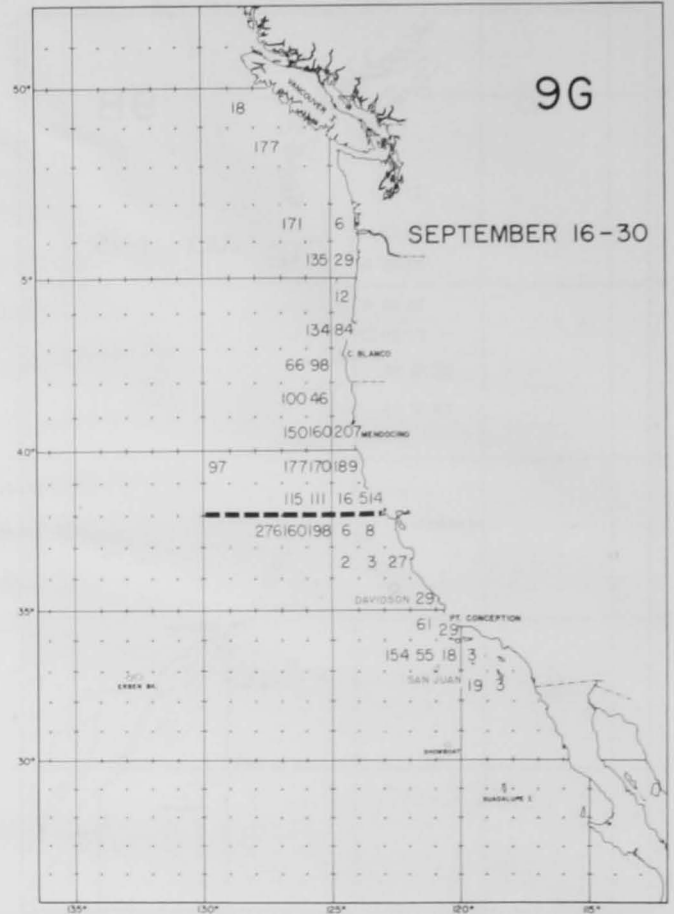 9G
50°
VANCOUVER I.
18
177
171 6
SEPTEMBER 16-30
135 29
5°
12
134 84
C. BLANCO
66 98
100 46
150 160 207 MENDOCINO
40°
97 177 170 189
115 111 16 514
276 160 198 6 8
2 3 27
DAVIDSON 29
35°
61 PT. CONCEPTION
29
154 55 18 3
SAN JUAN 19 3
ERBEN BK.
SHOWBOAT
30°
GUADALUPE I.
135° 130° 125° 120° 115°